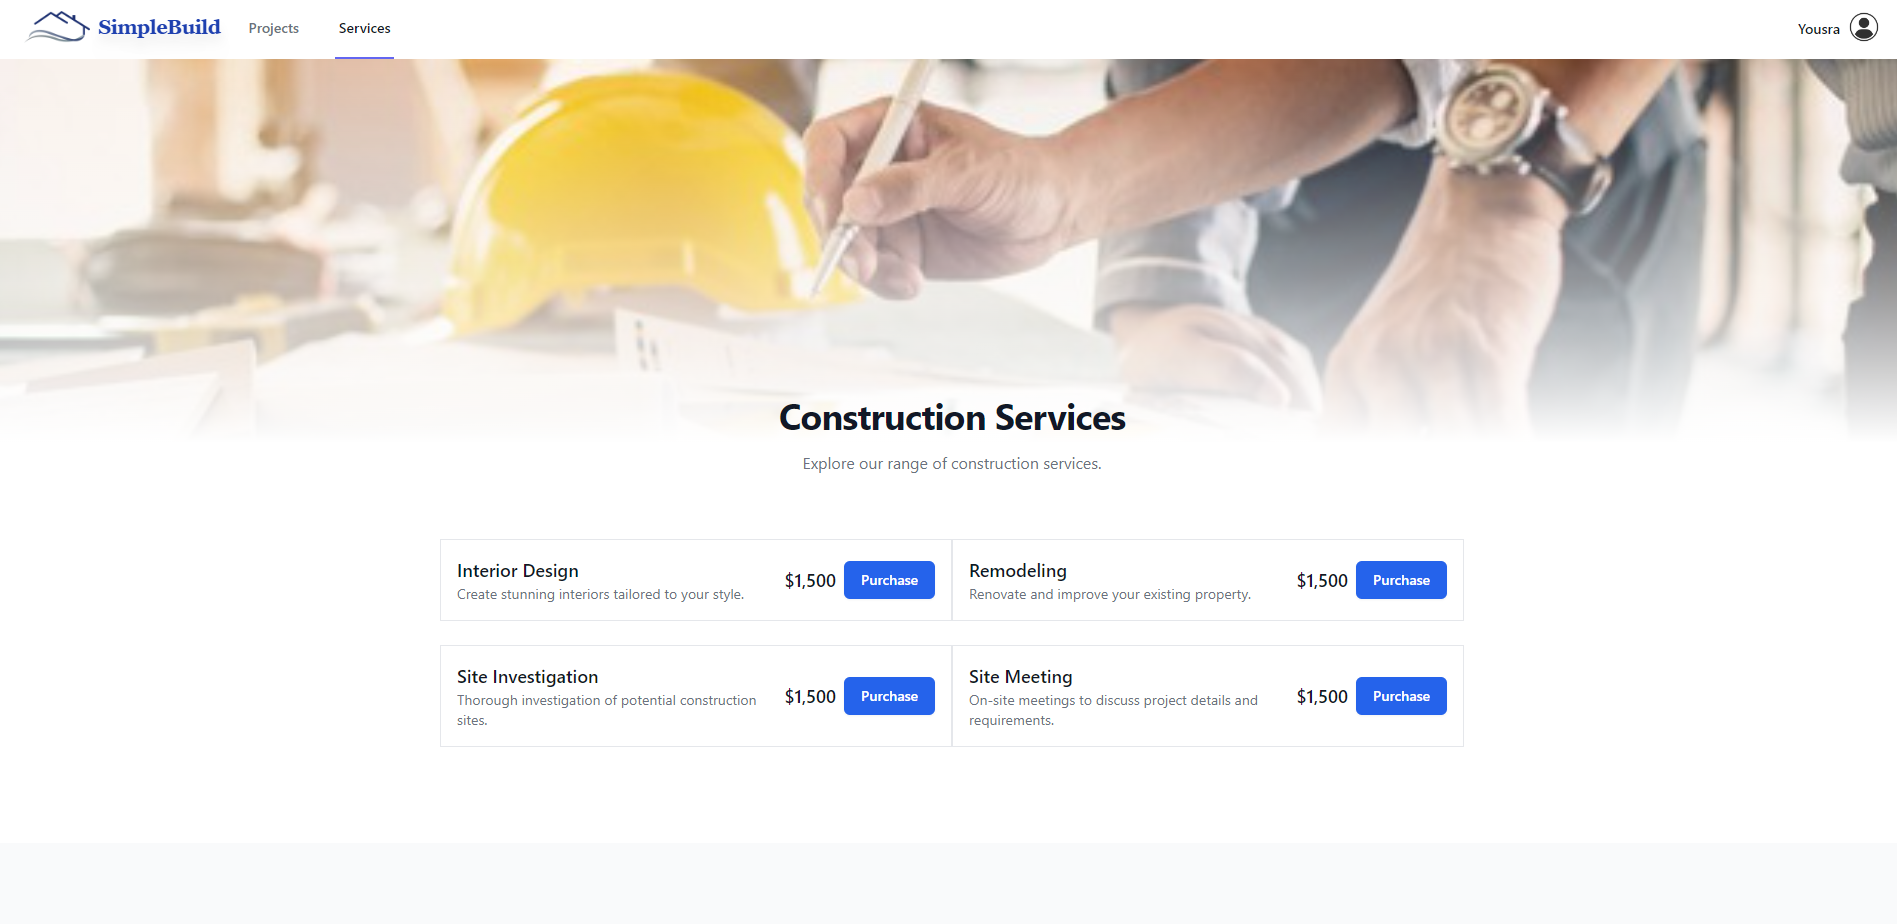 SimpleBuild
Projects
Services
Yousra
Construction Services
Explore our range of construction services.
Interior Design
Create stunning interiors tailored to your style.
$1,500
Purchase
Remodeling
Renovate and improve your existing property.
$1,500
Purchase
Site Investigation
Thorough investigation of potential construction
sites.
$1,500
Purchase
Site Meeting
On-site meetings to discuss project details and
requirements.
$1,500
Purchase